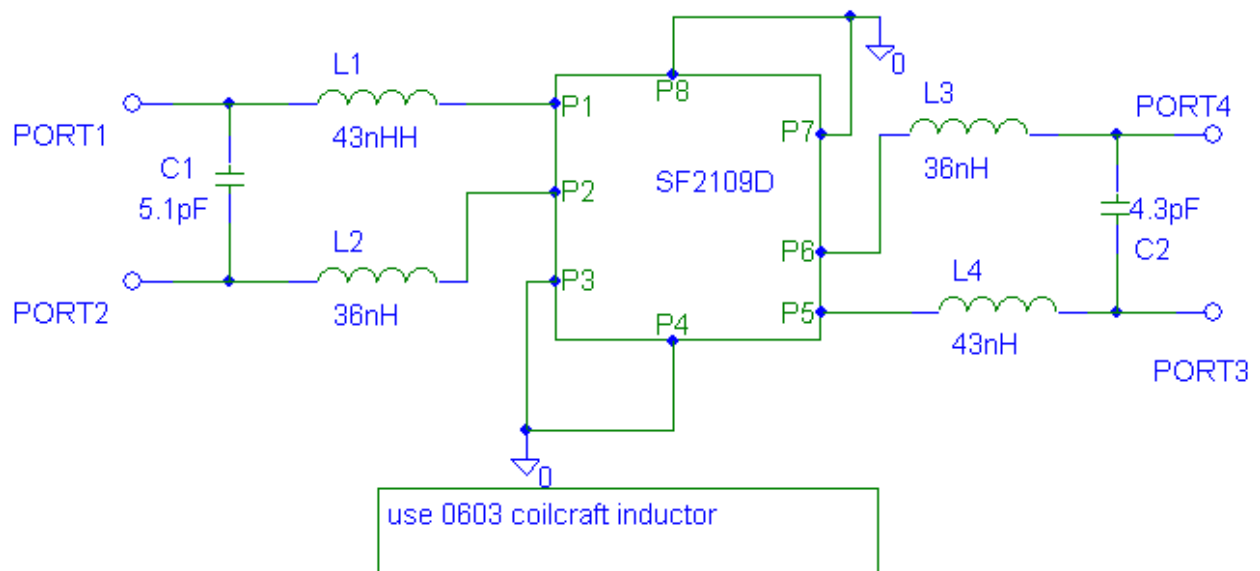 0
L1
P8
L3
PORT4
P1
PORT1
43nHH
P7
C1
SF2109D
36nH
5.1pF
P2
4.3pF
L2
P6
C2
P3
L4
PORT2
36nH
P4
P5
43nH
PORT3
0
use 0603 coilcraft inductor